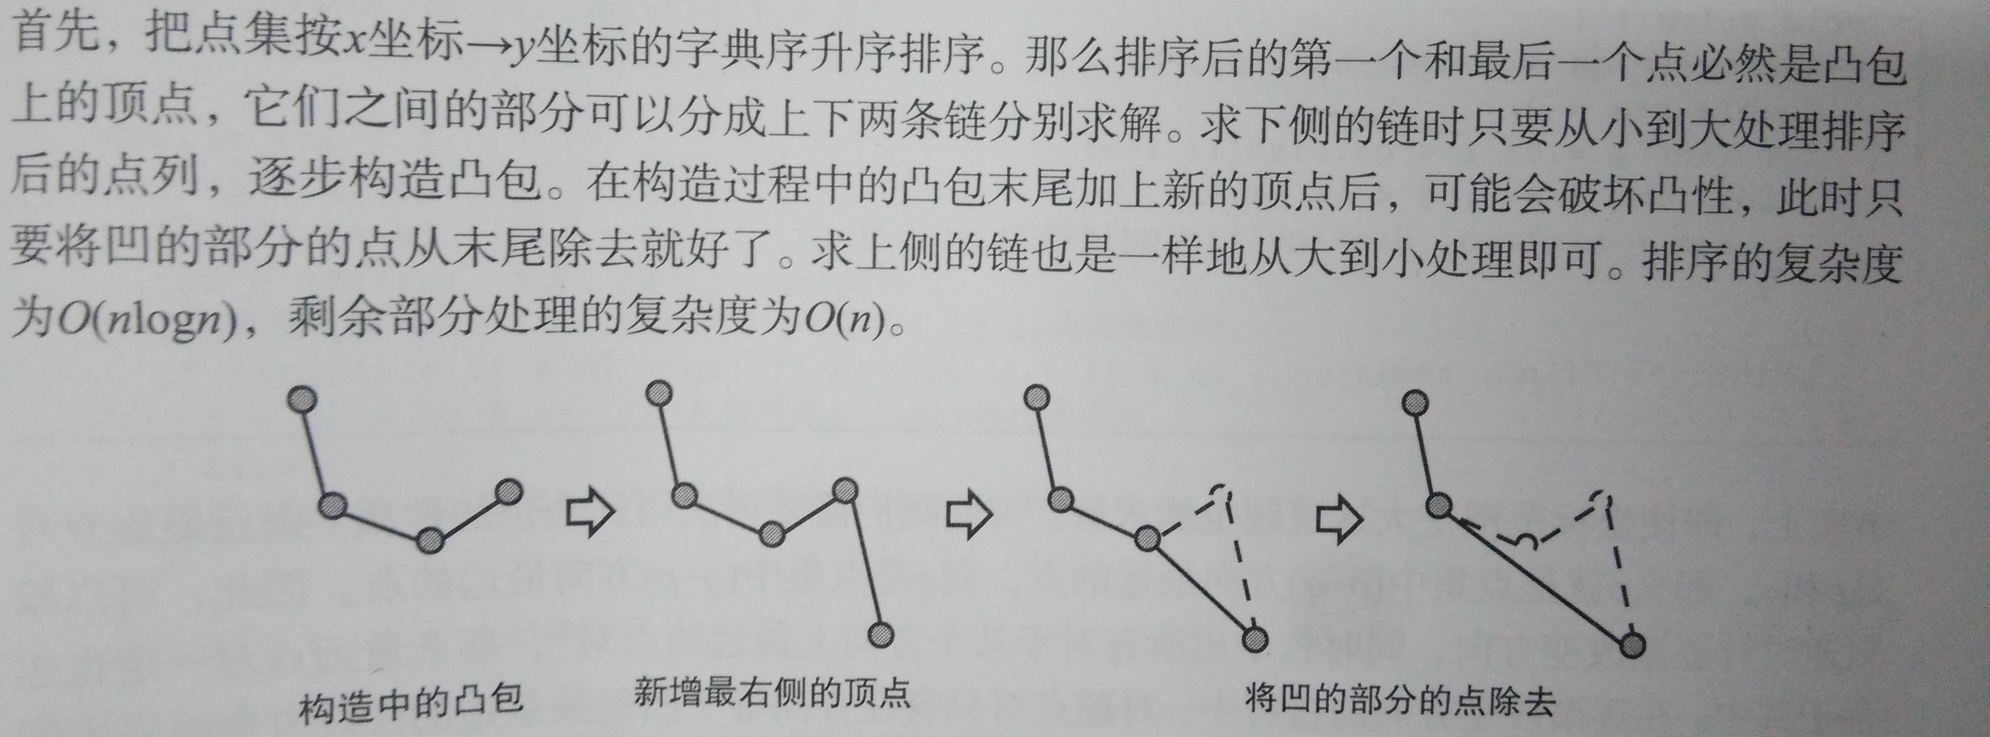 首先，把点集按x坐标→y坐标的字典序升序排序。那么排序后的第一个和最后一个点必然是凸包
上的顶点，它们之间的部分可以分成上下两条链分别求解。求下侧的链时只要从小到大处理排序
后的点列，逐步构造凸包。在构造过程中的凸包末尾加上新的顶点后，可能会破坏凸性，此时只
要将凹的部分的点从末尾除去就好了。求上侧的链也是一样地从大到小处理即可。排序的复杂度
为O(nlogn)，剩余部分处理的复杂度为O(n)。
构造中的凸包
新增最右侧的顶点
将凹的部分的点除去